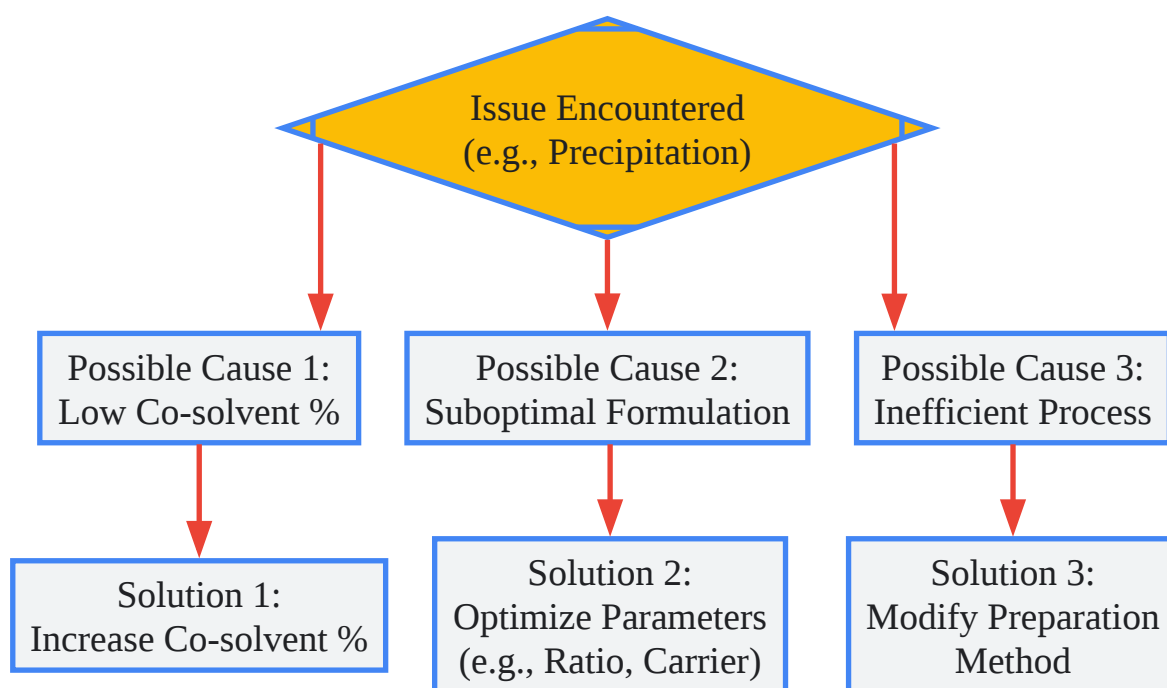 Issue Encountered
(e.g., Precipitation)
Possible Cause 1:
Low Co-solvent %
Possible Cause 2:
Suboptimal Formulation
Possible Cause 3:
Inefficient Process
Solution 1:
Increase Co-solvent %
Solution 2:
Optimize Parameters
(e.g., Ratio, Carrier)
Solution 3:
Modify Preparation
Method